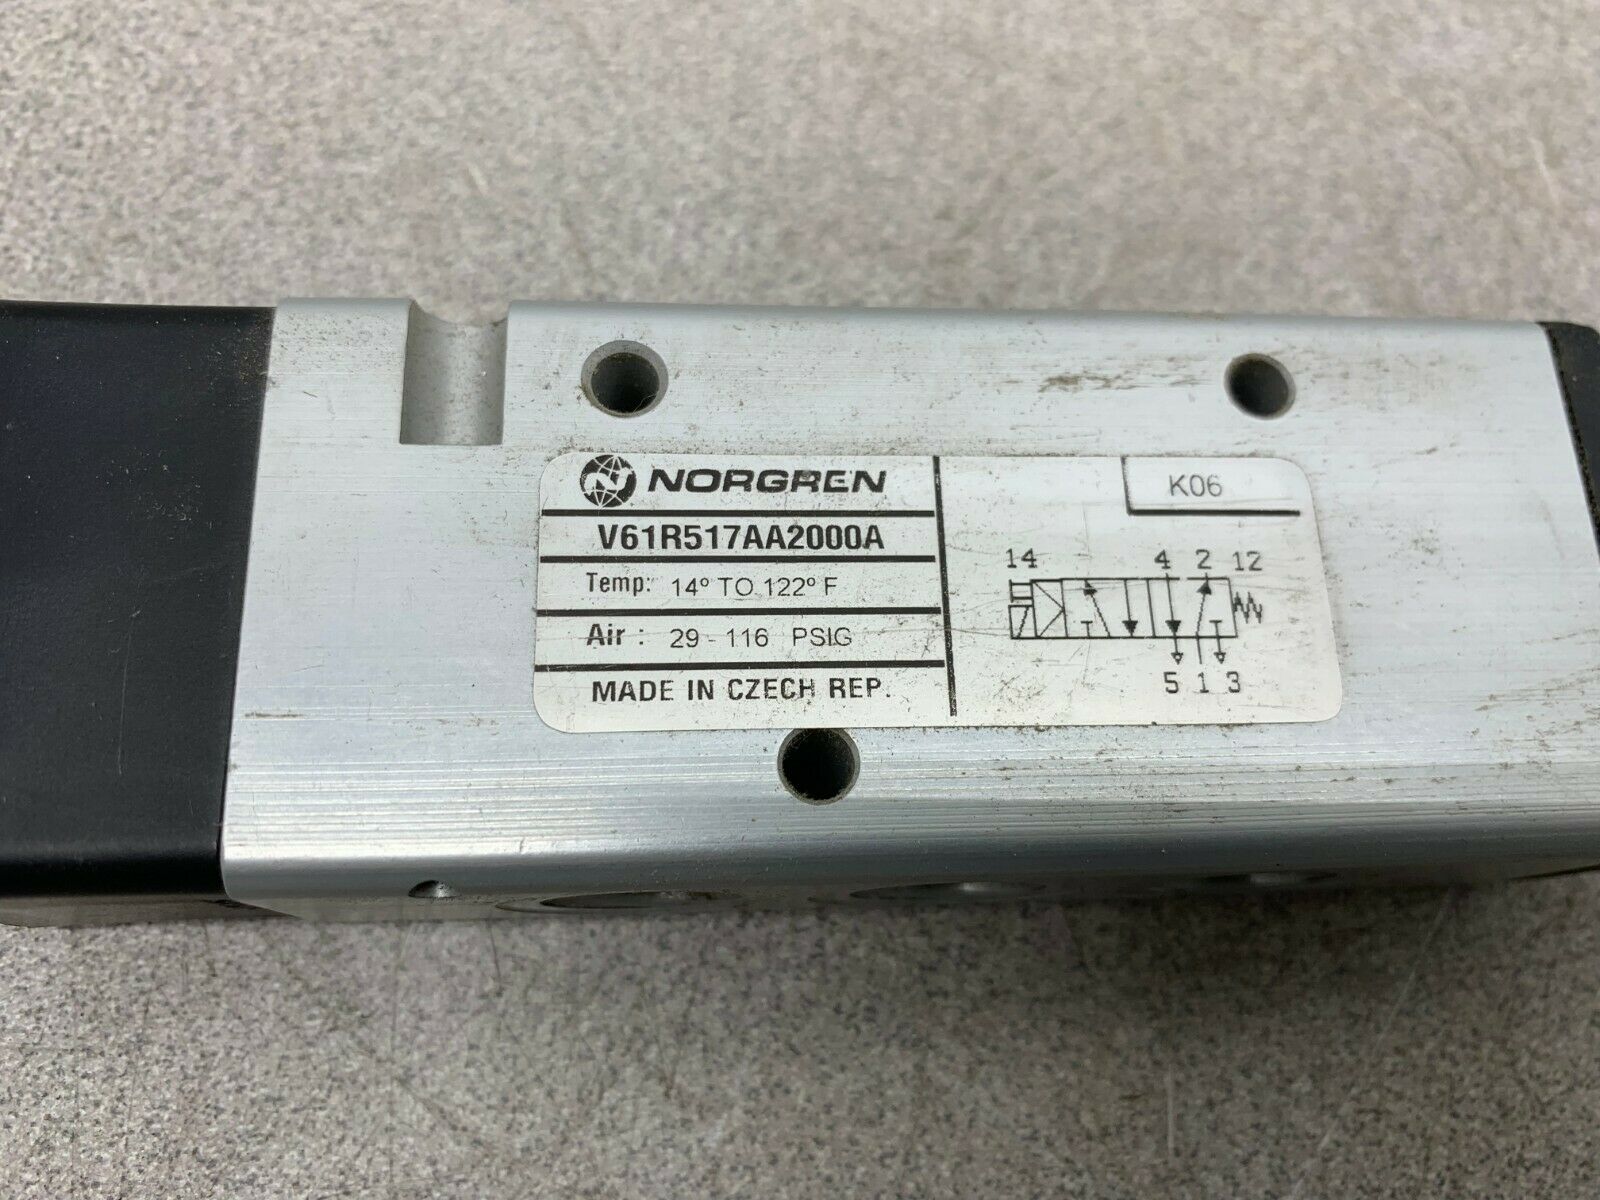 NORGREN
V61R517AA2000A
Temp: 14° TO 122° F
Air : 29 - 116 PSIG
MADE IN CZECH REP.
K06
14 4 2 12
5 1 3